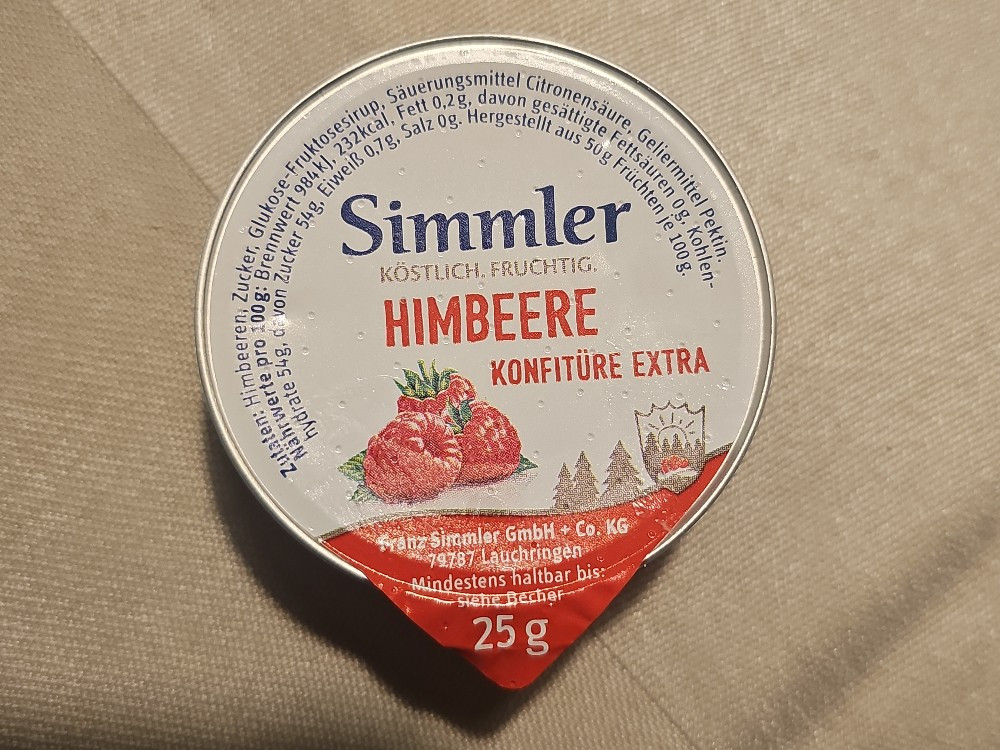 Zutaten: Himbeeren, Zucker, Glukose-Fruktosesirup, Säuerungsmittel Citronensäure, Geliermittel Pektin.
Nährwerte pro 100g: Brennwert 984kJ, 232kcal, Fett 0,2g, davon gesättigte Fettsäuren 0g, Kohlen-
hydrate 54g, davon Zucker 54g, Eiweiß 0,7g, Salz 0g. Hergestellt aus 50g Früchten je 100g.
Simmler
KÖSTLICH. FRUCHTIG.
HIMBEERE
KONFITÜRE EXTRA
Franz Simmler GmbH + Co. KG
79787 Lauchringen
Mindestens haltbar bis:
siehe Becher
25 g